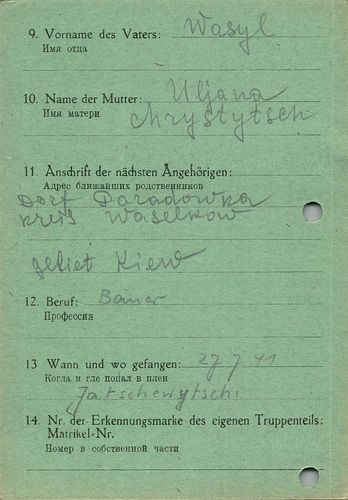 9. Vorname des Vaters: Wasyl
Имя отца
10. Name der Mutter: Uljana
Имя матери
Chrystytsch
11. Anschrift der nächsten Angehörigen:
Адрес ближайших родственников
Dorf Paradowka
Kreis Waselkow
Gebiet Kiew
12. Beruf: Bauer
Профессия
13 Wann und wo gefangen: 27 7 41
Когда и где попал в плен
Jatschewytschi
14. Nr. der Erkennungsmarke des eigenen Truppenteils:
Matrikel-Nr.
Номер в собственной части